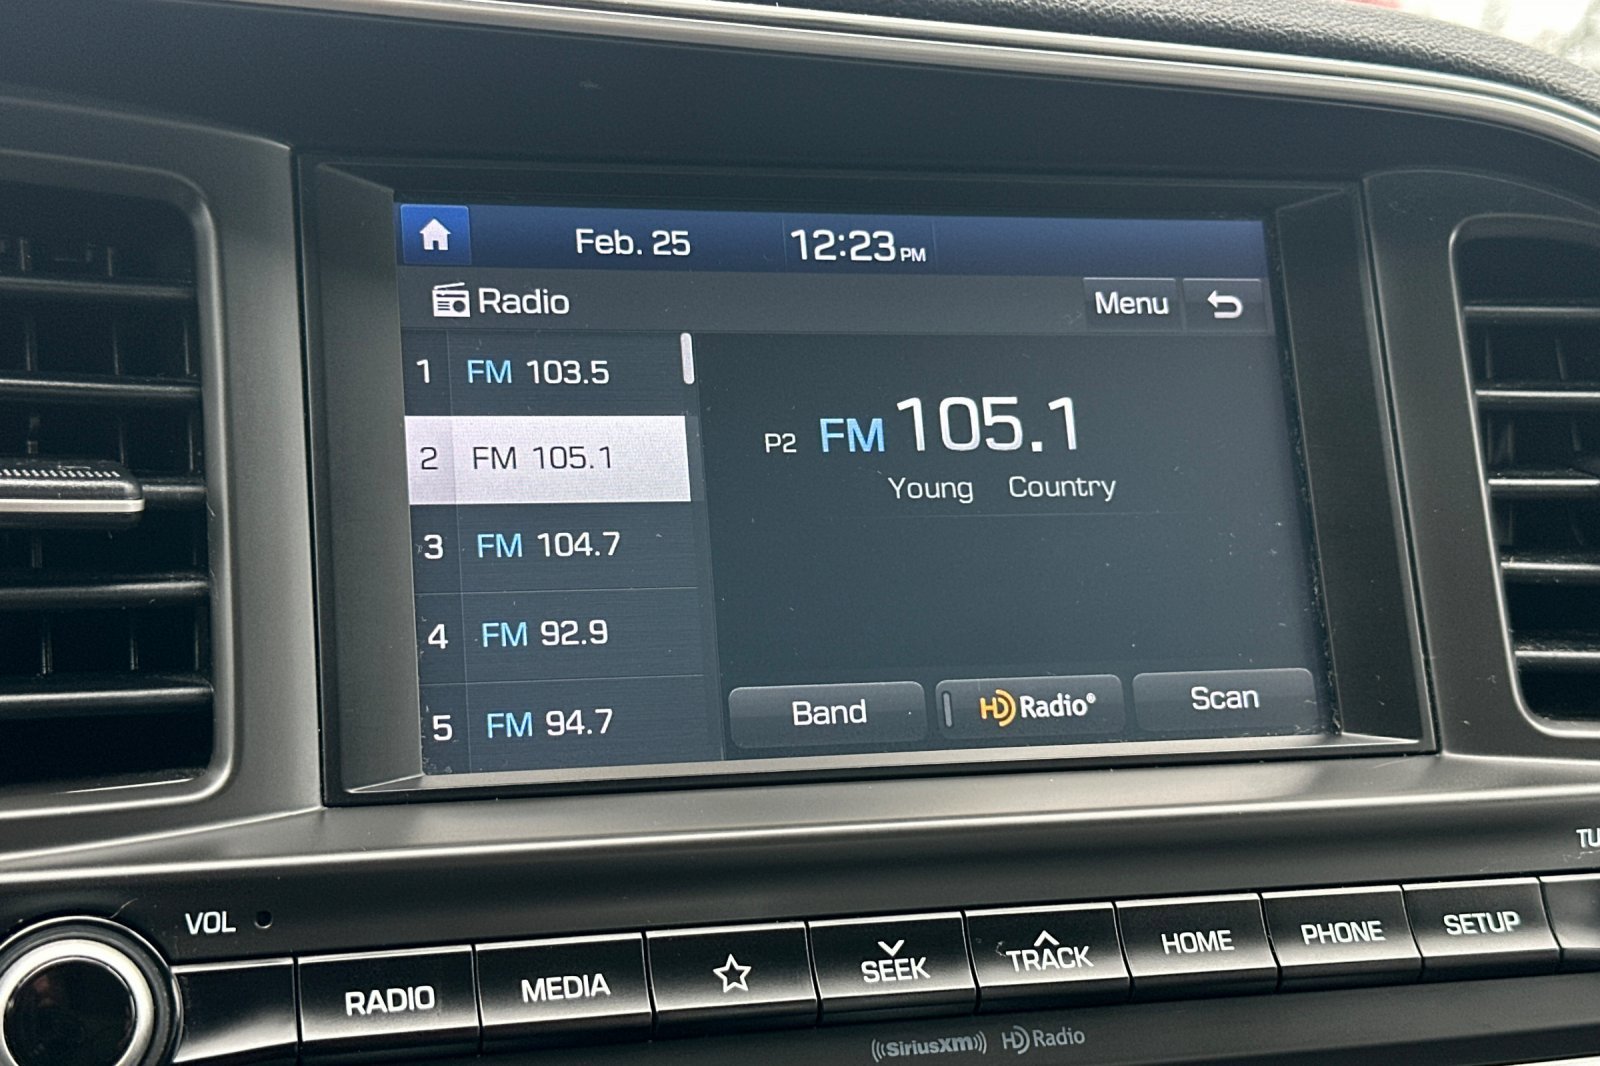 Feb. 25 12:23 PM
Radio Menu
1 FM 103.5
2 FM 105.1
3 FM 104.7
4 FM 92.9
5 FM 94.7
P2 FM 105.1
Young Country
Band HD Radio® Scan
VOL
RADIO MEDIA SEEK TRACK HOME PHONE SETUP
((SiriusXM)) HD Radio